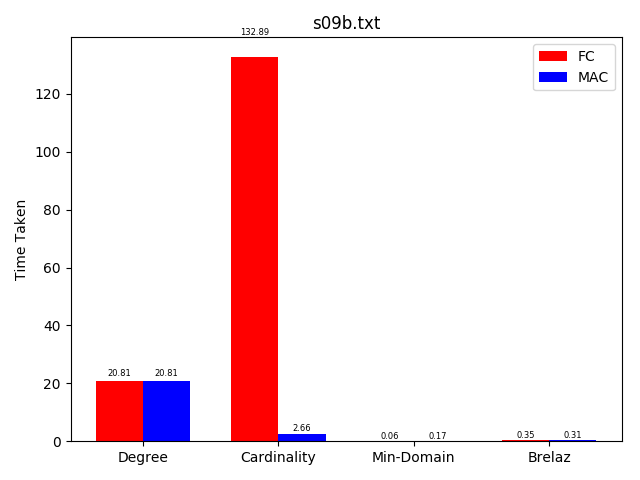 s09b.txt
132.89
FC
MAC
120
100
80
60
40
20
0
Time Taken
20.81
20.81
2.66
0.06
0.17
0.35
0.31
Degree
Cardinality
Min-Domain
Brelaz